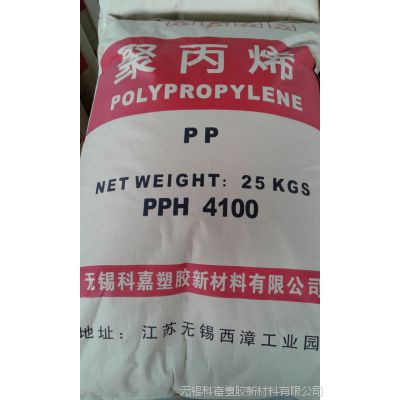 聚丙烯
POLYPROPYLENE
PP
NET WEIGHT: 25 KGS
PPH 4100
无锡科嘉塑胶新材料有限公司
地址：江苏无锡西漳工业园
无锡科嘉塑胶新材料有限公司